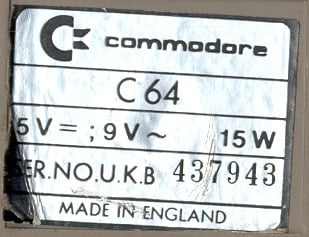 commodore
C 64
5 V = ; 9 V ~ 15 W
SER.NO.U.K.B 437943
MADE IN ENGLAND